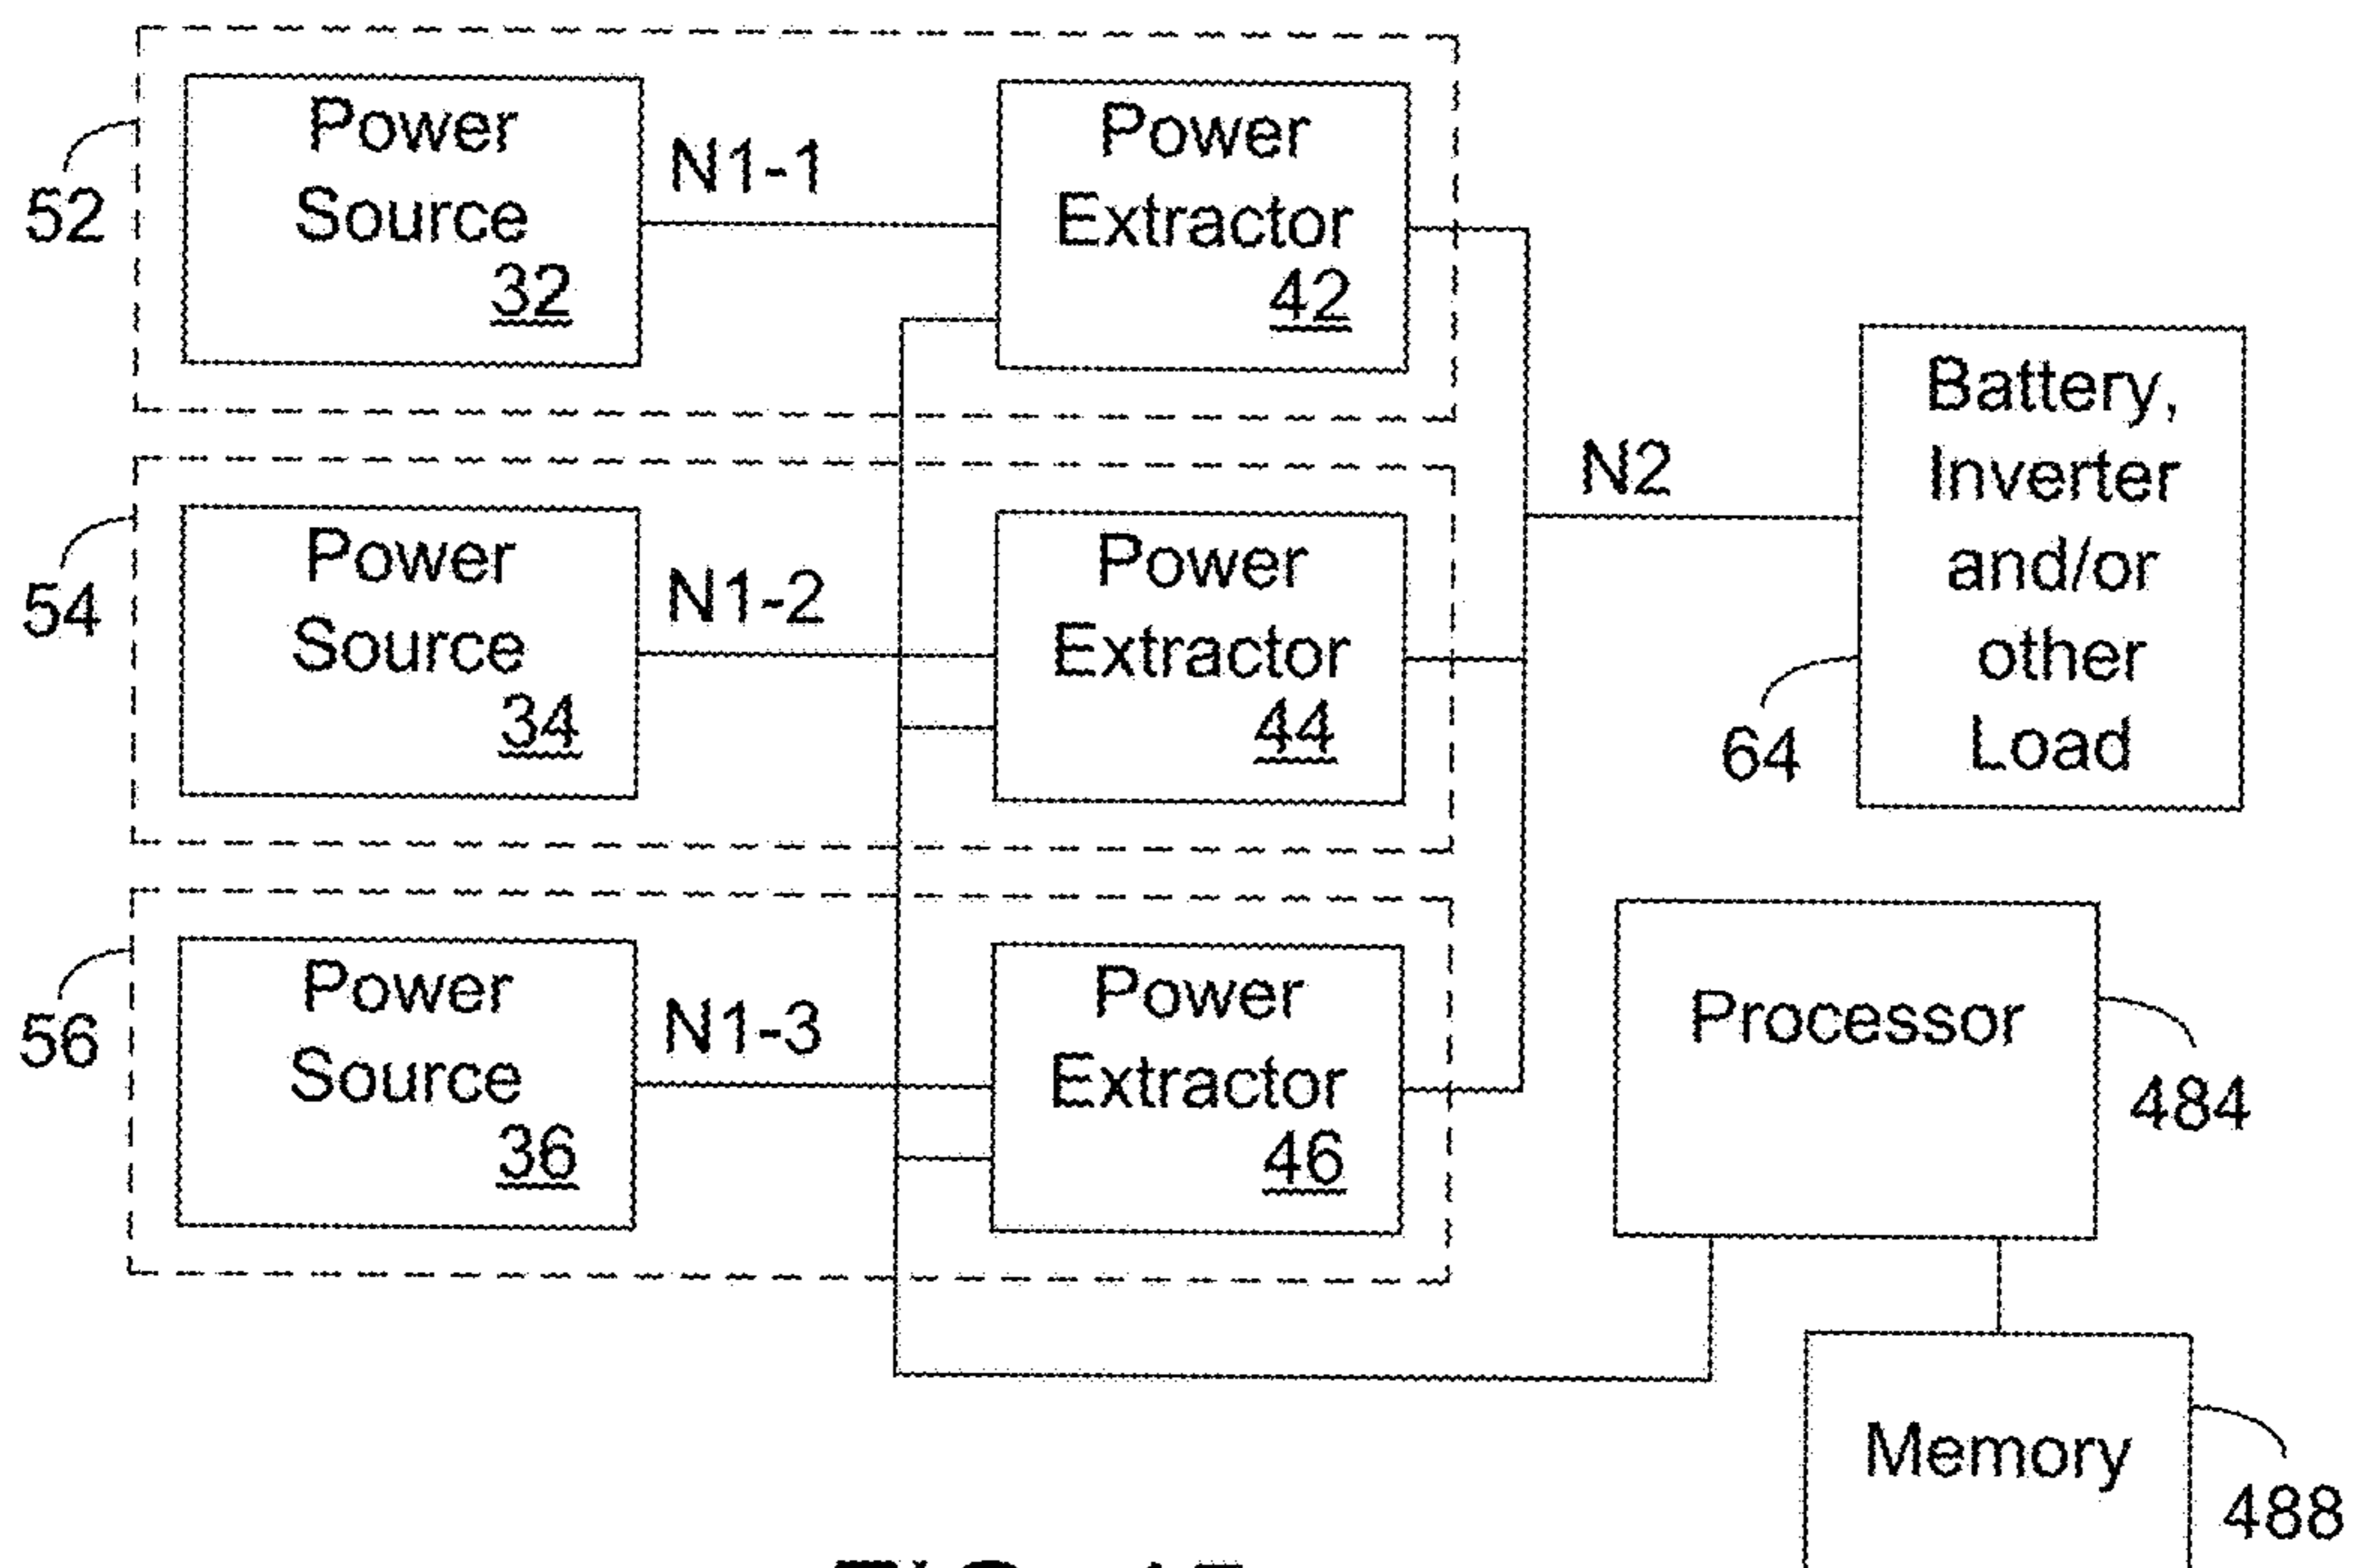 Power
Source
32
N1-1
Power
Extractor
42
52
Power
Source
34
N1-2
Power
Extractor
44
54
Power
Source
36
N1-3
Power
Extractor
46
56
N2
Battery,
Inverter
and/or
other
Load
64
Processor
484
Memory
488